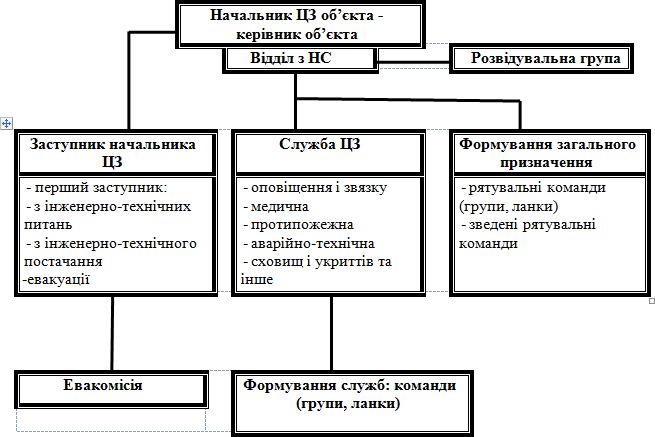 Начальник ЦЗ об’єкта -
керівник об’єкта
Відділ з НС
Розвідувальна група
Заступник начальника
ЦЗ
- перший заступник:
- з інженерно-технічних
питань
- з інженерно-технічного
постачання
-евакуації
Служба ЦЗ
- оповіщення і звязку
- медична
- протипожежна
- аварійно-технічна
- сховищ і укриттів та
інше
Формування загального
призначення
- рятувальні команди
(групи, ланки)
- зведені рятувальні
команди
Евакомісія
Формування служб: команди
(групи, ланки)